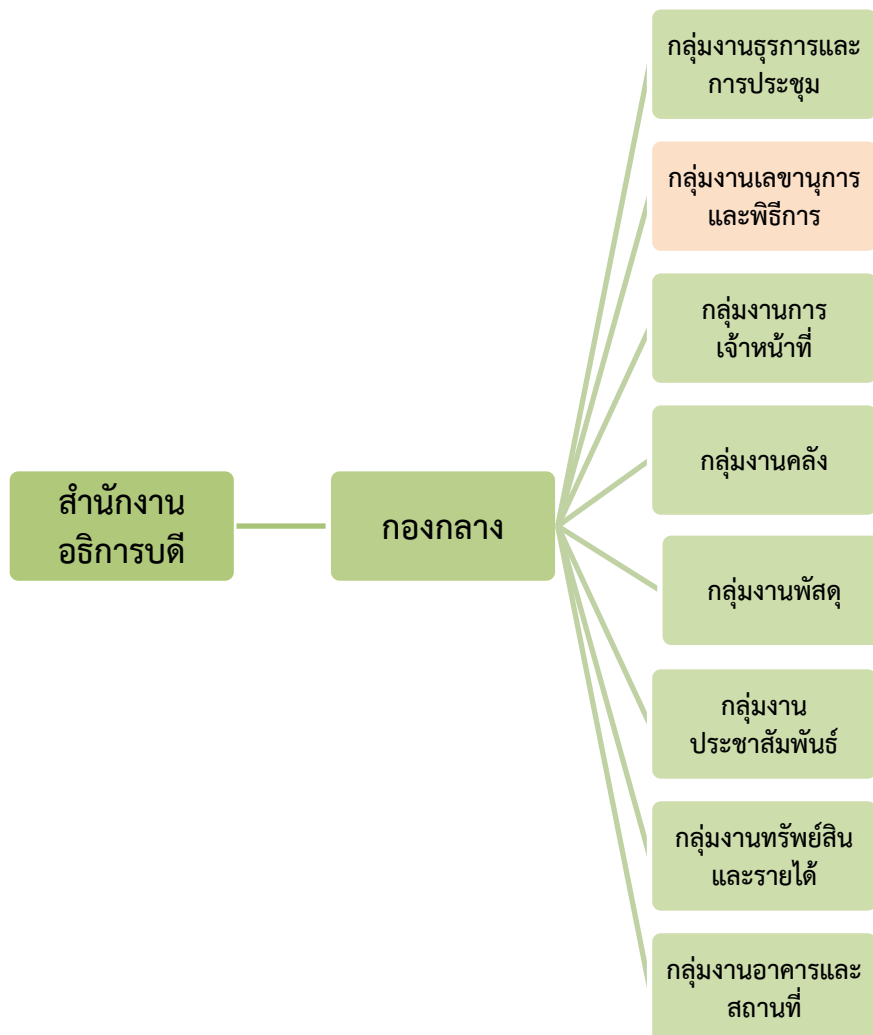 สำนักงาน
อธิการบดี
กองกลาง
กลุ่มงานธุรการและ
การประชุม
กลุ่มงานเลขานุการ
และพิธีการ
กลุ่มงานการ
เจ้าหน้าที่
กลุ่มงานคลัง
กลุ่มงานพัสดุ
กลุ่มงาน
ประชาสัมพันธ์
กลุ่มงานทรัพย์สิน
และรายได้
กลุ่มงานอาคารและ
สถานที่